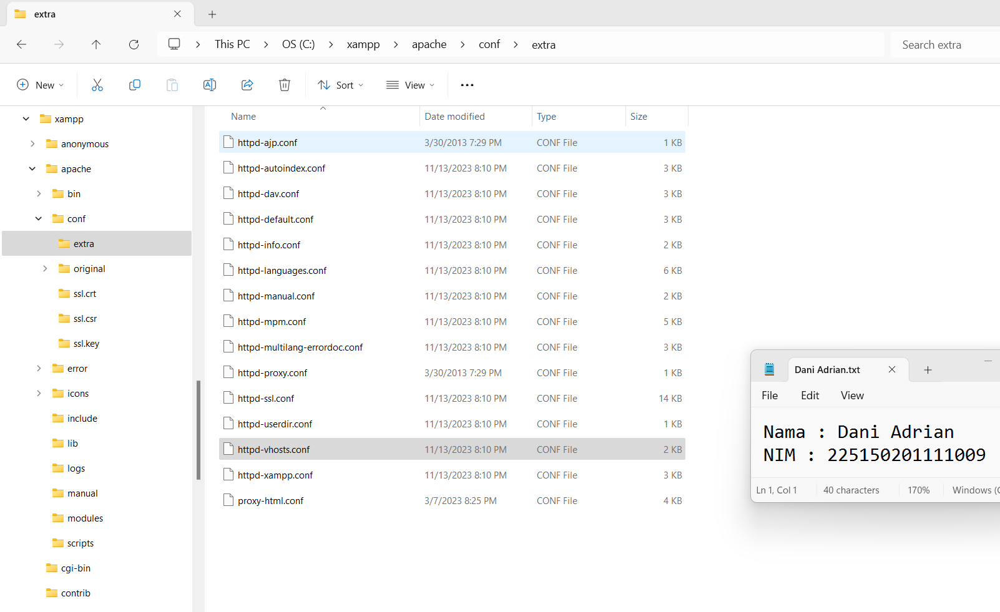 extra
This PC OS (C:) xampp apache conf extra
Search extra
New Sort View
xampp
anonymous
apache
bin
conf
extra
original
ssl.crt
ssl.csr
ssl.key
error
icons
include
lib
logs
manual
modules
scripts
cgi-bin
contrib
Name Date modified Type Size
httpd-ajp.conf 3/30/2013 7:29 PM CONF File 1 KB
httpd-autoindex.conf 11/13/2023 8:10 PM CONF File 3 KB
httpd-dav.conf 11/13/2023 8:10 PM CONF File 3 KB
httpd-default.conf 11/13/2023 8:10 PM CONF File 3 KB
httpd-info.conf 11/13/2023 8:10 PM CONF File 2 KB
httpd-languages.conf 11/13/2023 8:10 PM CONF File 6 KB
httpd-manual.conf 11/13/2023 8:10 PM CONF File 2 KB
httpd-mpm.conf 11/13/2023 8:10 PM CONF File 5 KB
httpd-multilang-errordoc.conf 11/13/2023 8:10 PM CONF File 3 KB
httpd-proxy.conf 3/30/2013 7:29 PM CONF File 1 KB
httpd-ssl.conf 11/13/2023 8:10 PM CONF File 14 KB
httpd-userdir.conf 11/13/2023 8:10 PM CONF File 1 KB
httpd-vhosts.conf 11/13/2023 8:10 PM CONF File 2 KB
httpd-xampp.conf 11/13/2023 8:10 PM CONF File 3 KB
proxy-html.conf 3/7/2023 8:25 PM CONF File 4 KB
Dani Adrian.txt
File Edit View
Nama : Dani Adrian
NIM : 225150201111009
Ln 1, Col 1 40 characters 170% Windows (